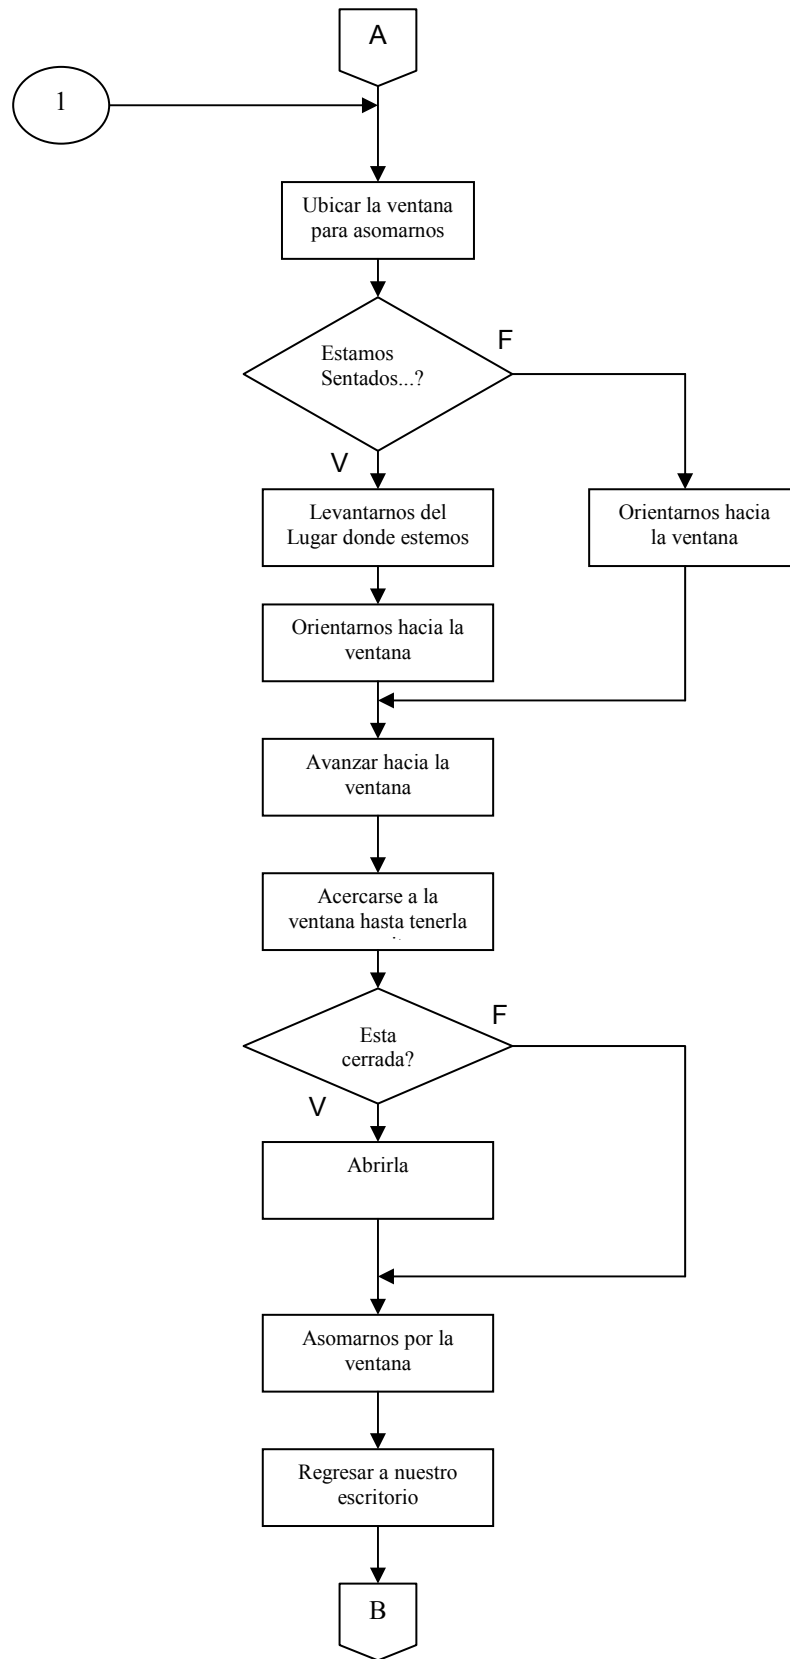 A
1
Ubicar la ventana
para asomarnos
Estamos
Sentados...?
F
V
Levantarnos del
Lugar donde estemos
Orientarnos hacia
la ventana
Orientarnos hacia la
ventana
Avanzar hacia la
ventana
Acercarse a la
ventana hasta tenerla
Esta
cerrada?
F
V
Abrirla
Asomarnos por la
ventana
Regresar a nuestro
escritorio
B